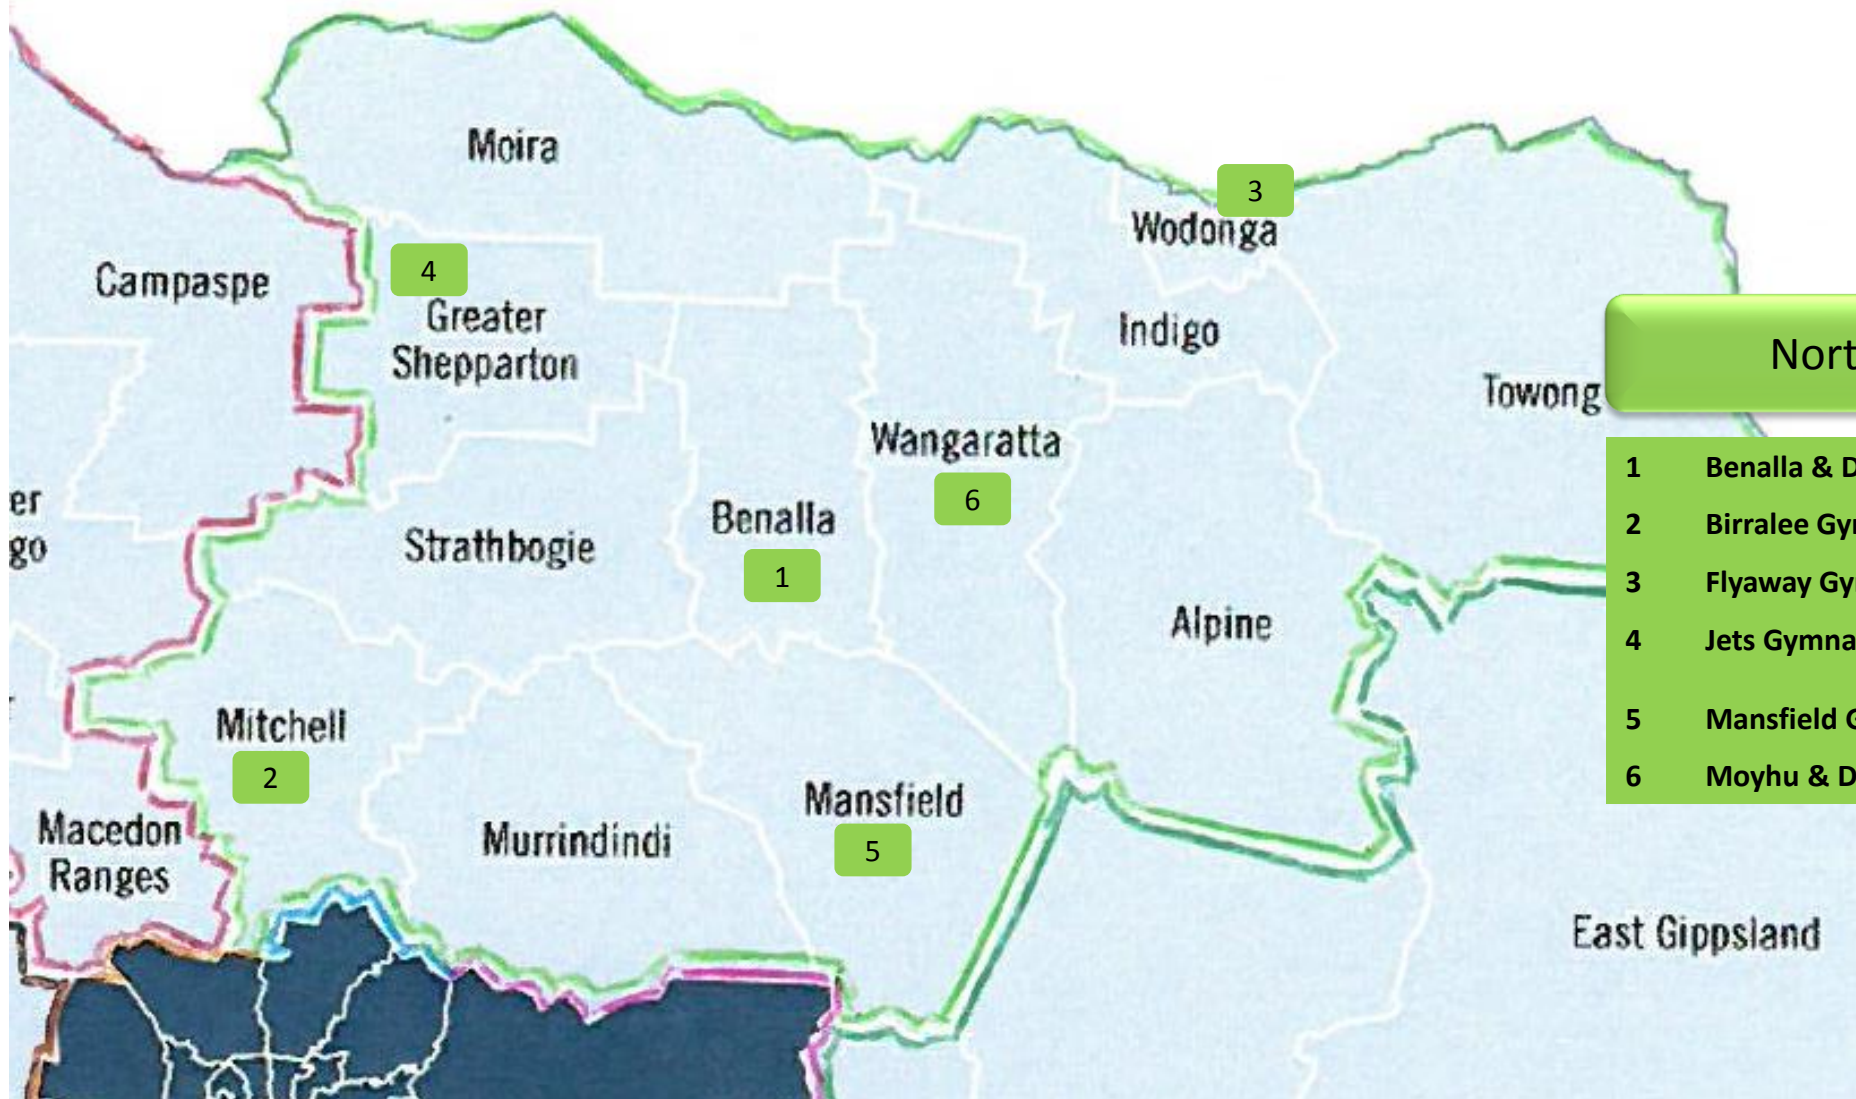 Moira
3
Wodonga
Campaspe
4
Greater
Shepparton
Indigo
Nort
Towong
Wangaratta
6
1 Benalla & D
2 Birralee Gyr
3 Flyaway Gy
4 Jets Gymna
5 Mansfield G
6 Moyhu & D
er
go
Strathbogie
Benalla
1
Alpine
Mitchell
2
Mansfield
5
Macedon
Ranges
Murrindindi
East Gippsland